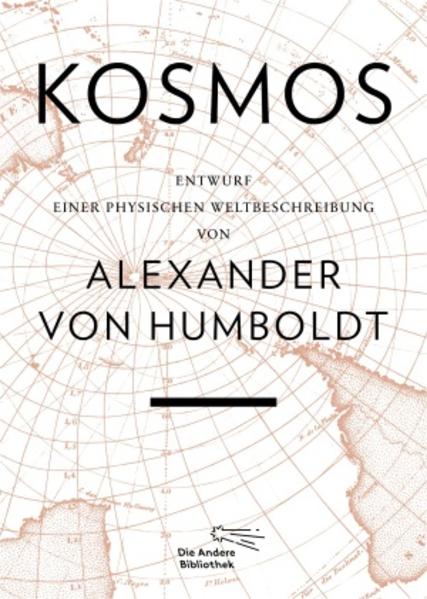 KOSMOS
ENTWURF
EINER PHYSISCHEN WELTBESCHREIBUNG
VON
ALEXANDER
VON HUMBOLDT
Die Andere
Bibliothek